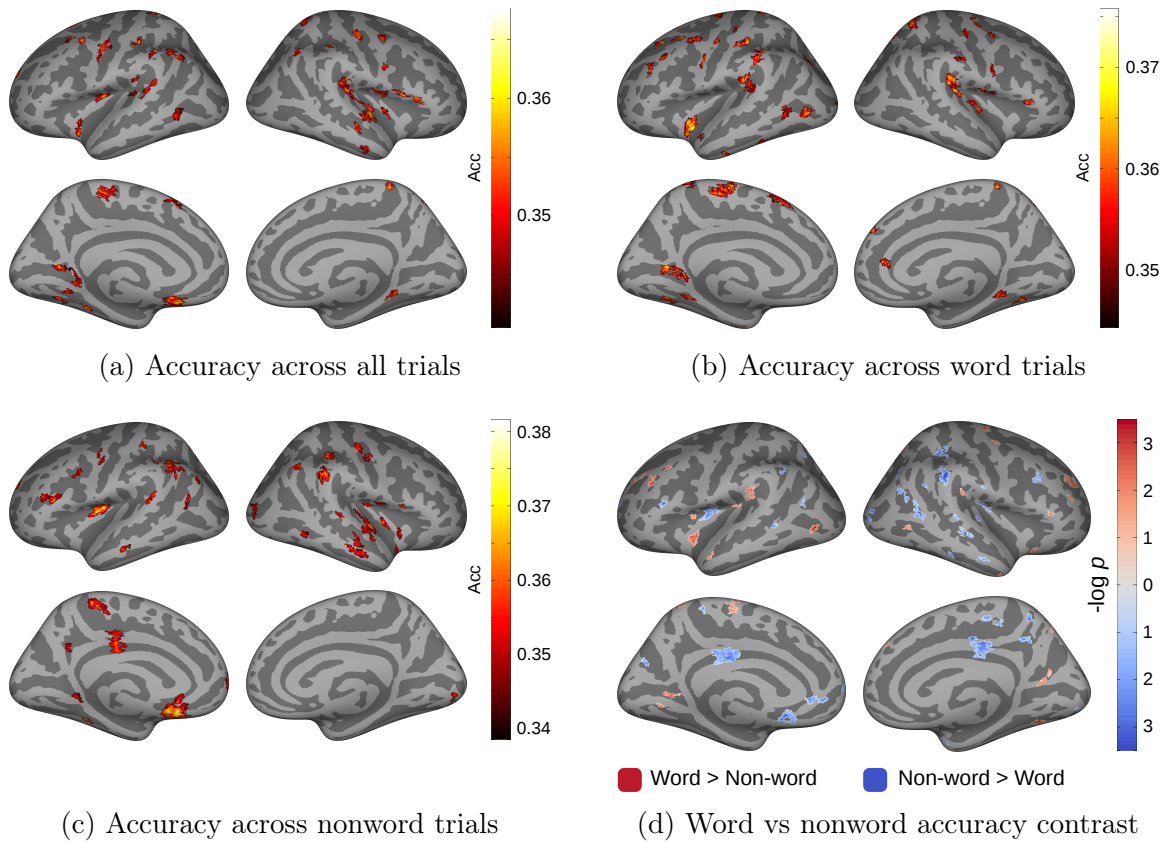 0.36
Acc
0.35
0.37
0.36
Acc
0.35
(a) Accuracy across all trials
(b) Accuracy across word trials
0.38
0.37
0.36
Acc
0.35
0.34
3
2
1
0
1
2
3
-log p
Word > Non-word
Non-word > Word
(c) Accuracy across nonword trials
(d) Word vs nonword accuracy contrast